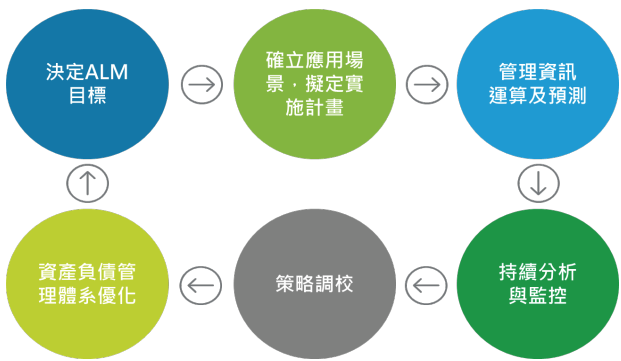 決定ALM
目標
確立應用場
景，擬定實
施計畫
管理資訊
運算及預測
持續分析
與監控
策略調校
資產負債管
理體系優化